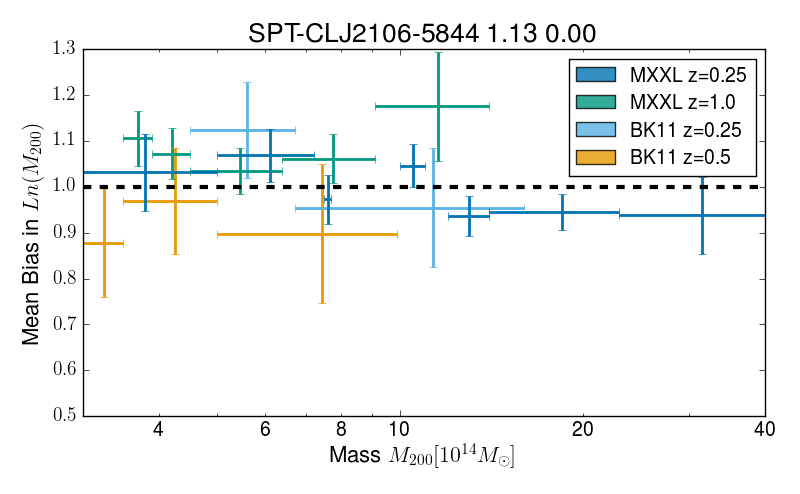 SPT-CLJ2106-5844 1.13 0.00
1.3
1.2
1.1
1.0
0.9
0.8
0.7
0.6
0.5
Mean Bias in Ln(M₂₀₀)
MXXL z=0.25
MXXL z=1.0
BK11 z=0.25
BK11 z=0.5
4 6 8 10 20 40
Mass M₂₀₀[10¹⁴M☉]